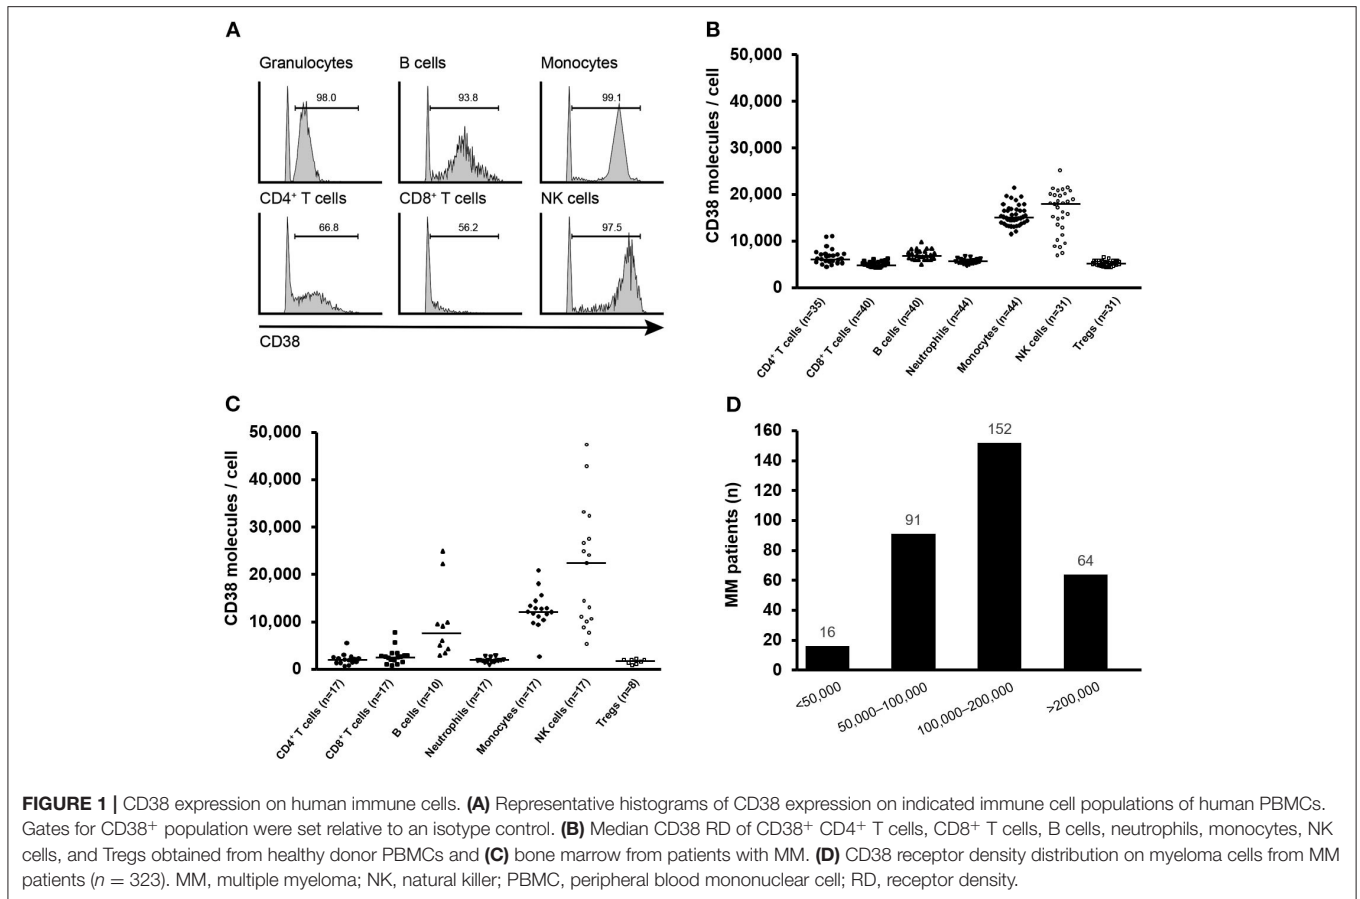 A
Granulocytes
98.0
B cells
93.8
Monocytes
99.1
CD4+ T cells
66.8
CD8+ T cells
56.2
NK cells
97.5
CD38
B
CD38 molecules / cell
50,000
40,000
30,000
20,000
10,000
0
CD4+ T cells (n=35)
CD8+ T cells (n=40)
B cells (n=40)
Neutrophils (n=44)
Monocytes (n=44)
NK cells (n=31)
Tregs (n=31)
C
CD38 molecules / cell
50,000
40,000
30,000
20,000
10,000
0
CD4+ T cells (n=17)
CD8+ T cells (n=17)
B cells (n=10)
Neutrophils (n=17)
Monocytes (n=17)
NK cells (n=17)
Tregs (n=8)
D
MM patients (n)
160
140
120
100
80
60
40
20
0
16
91
152
64
<50,000
50,000–100,000
100,000–200,000
>200,000
FIGURE 1 | CD38 expression on human immune cells. (A) Representative histograms of CD38 expression on indicated immune cell populations of human PBMCs.
Gates for CD38+ population were set relative to an isotype control. (B) Median CD38 RD of CD38+ CD4+ T cells, CD8+ T cells, B cells, neutrophils, monocytes, NK
cells, and Tregs obtained from healthy donor PBMCs and (C) bone marrow from patients with MM. (D) CD38 receptor density distribution on myeloma cells from MM
patients (n = 323). MM, multiple myeloma; NK, natural killer; PBMC, peripheral blood mononuclear cell; RD, receptor density.